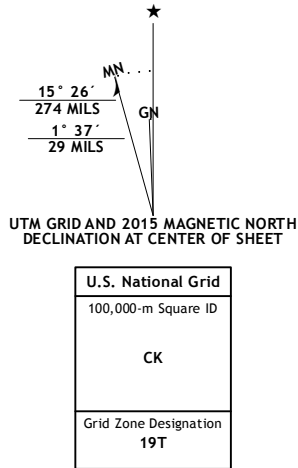 ★
MN
15° 26´
274 MILS
GN
1° 37´
29 MILS
UTM GRID AND 2015 MAGNETIC NORTH
DECLINATION AT CENTER OF SHEET
U.S. National Grid
100,000-m Square ID
CK
Grid Zone Designation
19T